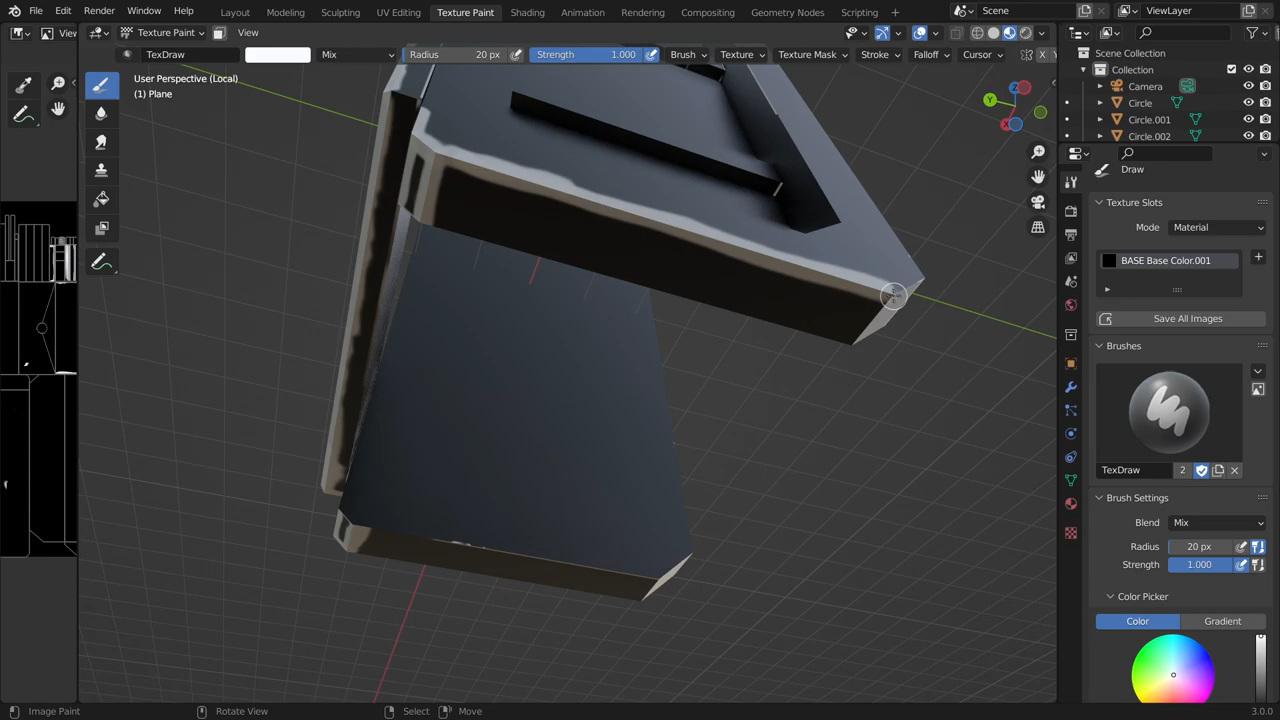 File Edit Render Window Help Layout Modeling Sculpting UV Editing Texture Paint Shading Animation Rendering Compositing Geometry Nodes Scripting Scene ViewLayer
Texture Paint View
TexDraw Mix Radius 20 px Strength 1.000 Brush Texture Texture Mask Stroke Falloff Cursor X
User Perspective (Local)
(1) Plane
Scene Collection
Collection
Camera
Circle
Circle.001
Circle.002
Draw
Texture Slots
Mode Material
BASE Base Color.001
Save All Images
Brushes
TexDraw 2
Brush Settings
Blend Mix
Radius 20 px
Strength 1.000
Color Picker
Color Gradient
Image Paint Rotate View Select Move 3.0.0